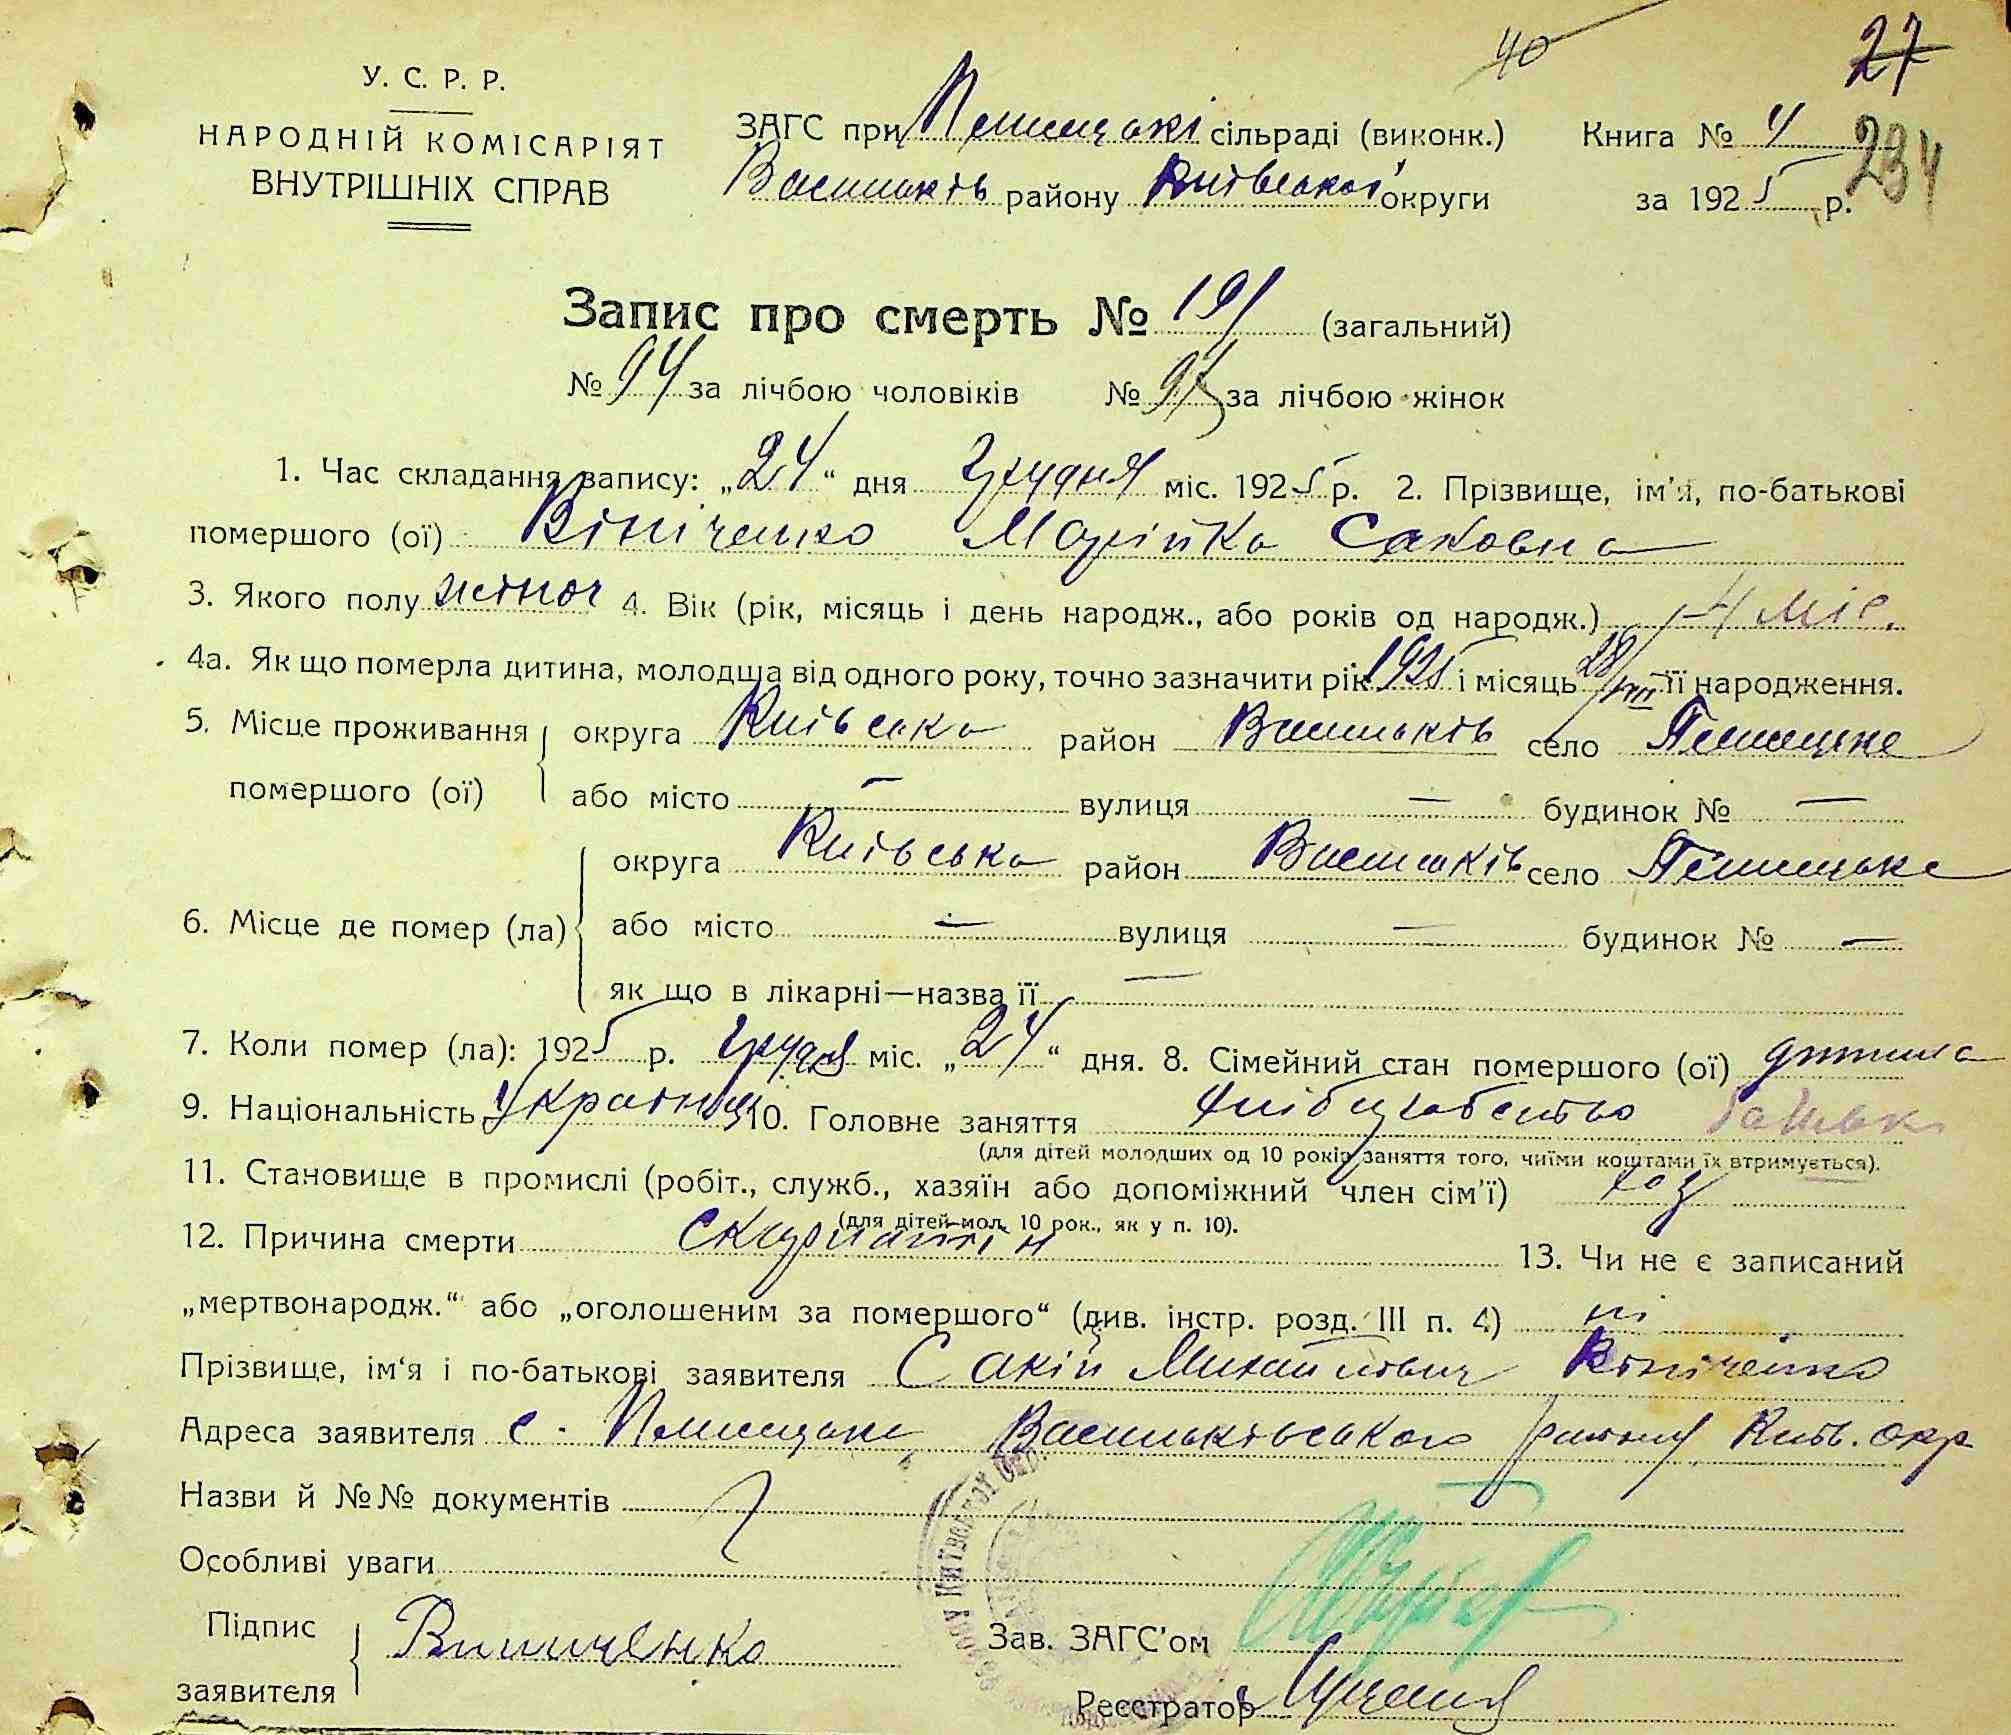 40
27
234
У. С. Р. Р.
НАРОДНІЙ КОМІСАРІЯТ
ВНУТРІШНІХ СПРАВ
ЗАГС при сільраді (виконк.) Книга № 4
Васильків району Київської округи за 1925 р.
Запис про смерть № 191 (загальний)
№ 94 за лічбою чоловіків № 97 за лічбою жінок
1. Час складання запису: „24“ дня Грудня міс. 1925 р. 2. Прізвище, ім'я, по-батькові
помершого (ої) Вініченко Марійка Саковна
3. Якого полу жіноч 4. Вік (рік, місяць і день народж., або років од народж.) 4 міс.
4а. Як що померла дитина, молодша від одного року, точно зазначити рік 1925 і місяць 28/VIII її народження.
5. Місце проживання помершого (ої) округа Київська район Васильків село
або місто — вулиця — будинок № —
6. Місце де помер (ла) округа Київська район Васильків село
або місто — вулиця — будинок № —
як що в лікарні—назва її —
7. Коли помер (ла): 1925 р. грудня міс. „24“ дня. 8. Сімейний стан помершого (ої) дитина
9. Національність Українц 10. Головне заняття батьк
(для дітей молодших од 10 років заняття того, чиїми коштами їх втримується).
11. Становище в промислі (робіт., служб., хазяїн або допоміжний член сім'ї) хоз
(для дітей мол. 10 рок., як у п. 10).
12. Причина смерти скарлатін 13. Чи не є записаний
„мертвонародж.“ або „оголошеним за помершого“ (див. інстр. розд. III п. 4) ні
Прізвище, ім'я і по-батькові заявителя Сакій Михайлович Вініченко
Адреса заявителя с. Васильківського району Київ. окр
Назви й №№ документів
Особливі уваги
Підпис заявителя Виниченко
Зав. ЗАГС'ом
Реєстратор